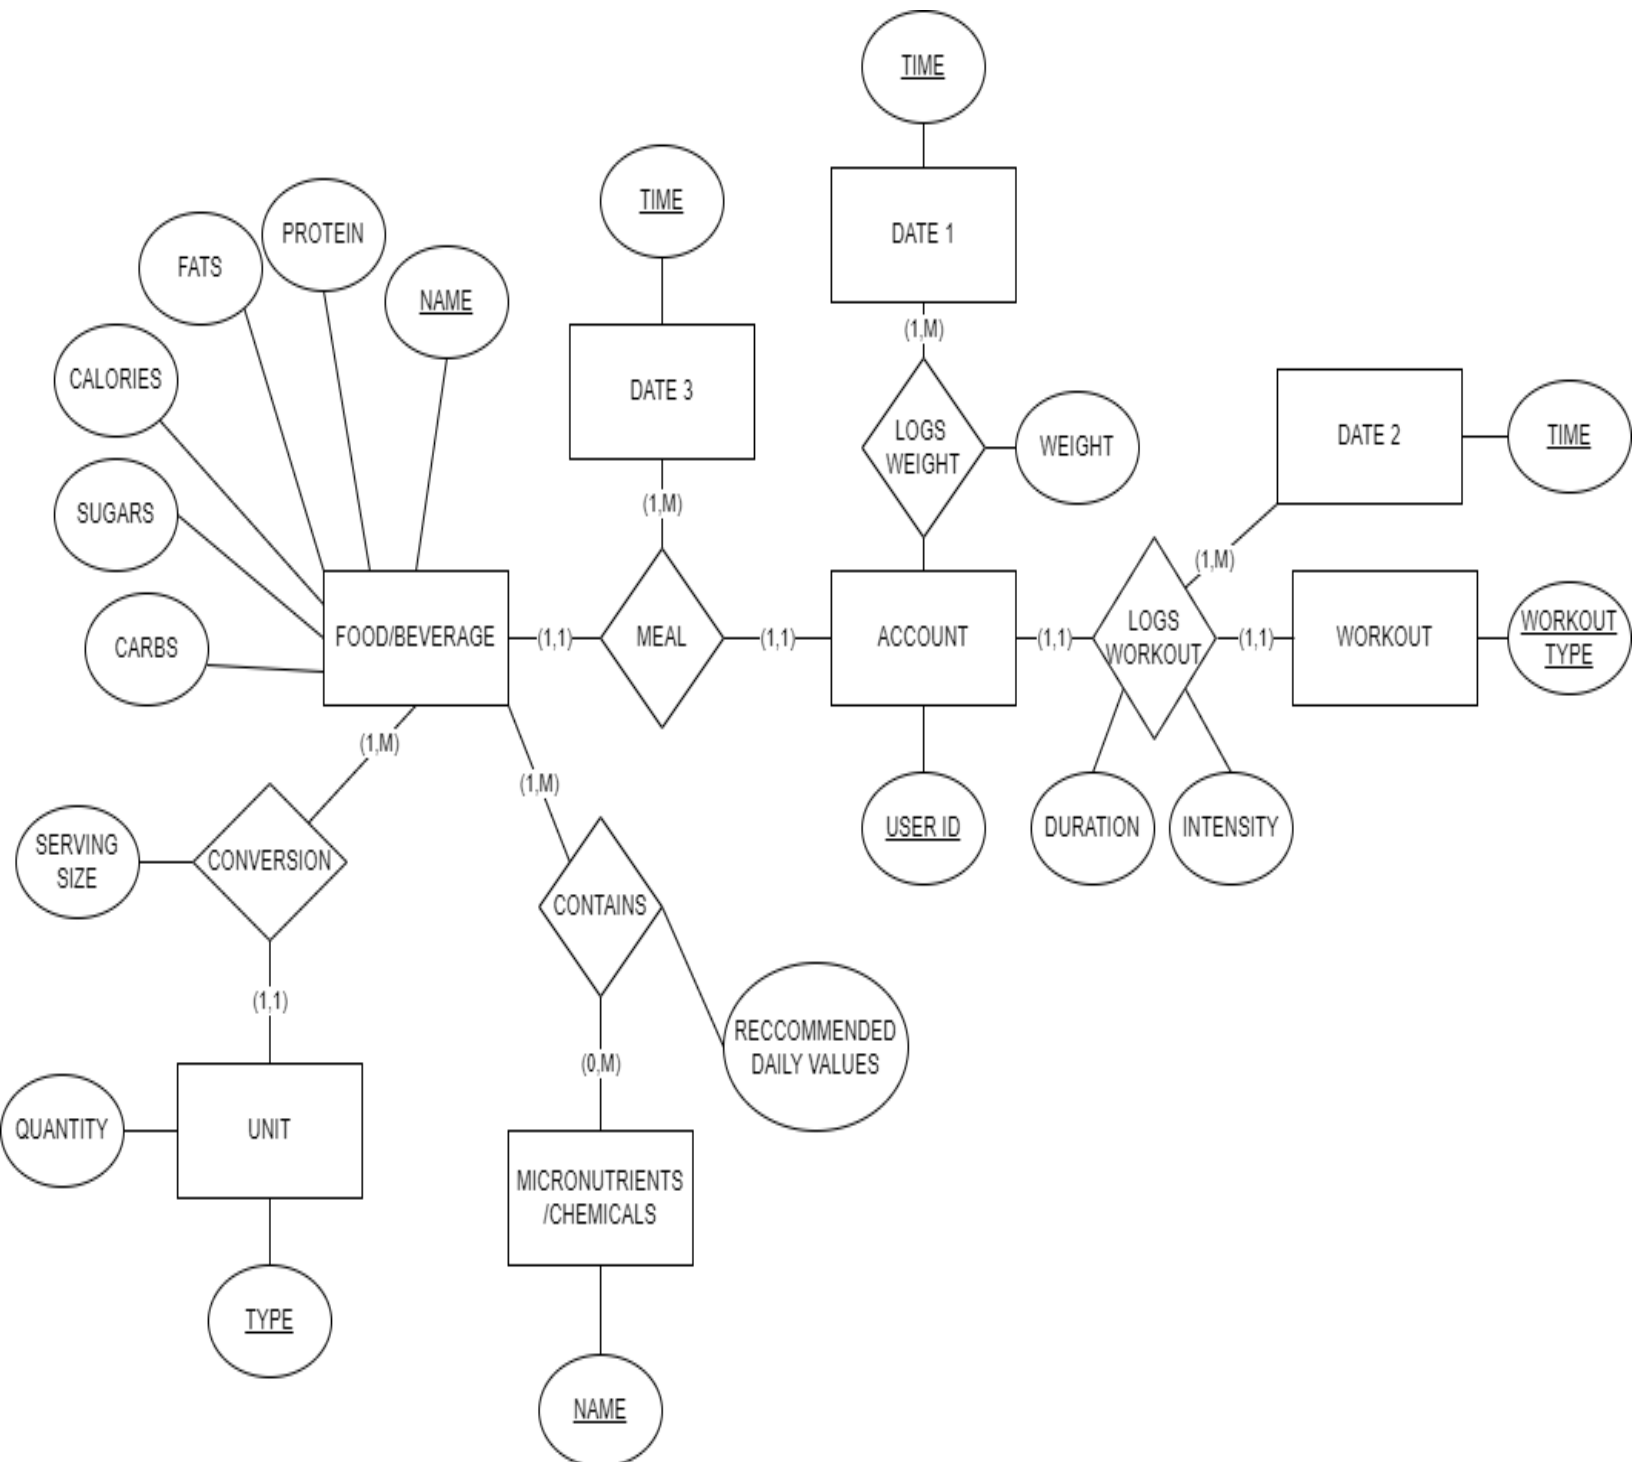 TIME
TIME
DATE 1
PROTEIN
FATS
NAME
(1,M)
CALORIES
DATE 3
LOGS
WEIGHT
WEIGHT
DATE 2
TIME
SUGARS
(1,M)
(1,M)
CARBS
FOOD/BEVERAGE
(1,1)
MEAL
(1,1)
ACCOUNT
(1,1)
LOGS
WORKOUT
(1,1)
WORKOUT
WORKOUT
TYPE
(1,M)
(1,M)
SERVING
SIZE
CONVERSION
USER ID
DURATION
INTENSITY
CONTAINS
(1,1)
(0,M)
RECCOMMENDED
DAILY VALUES
QUANTITY
UNIT
MICRONUTRIENTS
/CHEMICALS
TYPE
NAME